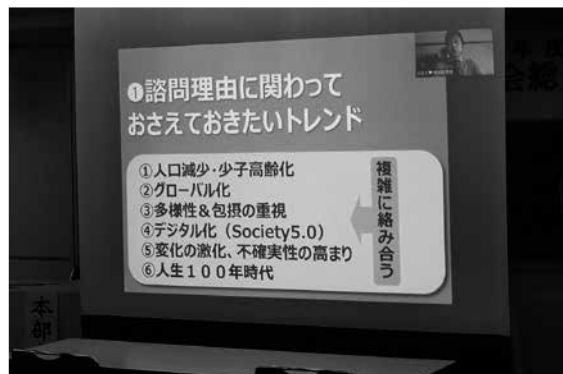 ❶諮問理由に関わって
おさえておきたいトレンド
①人口減少・少子高齢化
②グローバル化
③多様性&包摂の重視
④デジタル化（Society5.0）
⑤変化の激化、不確実性の高まり
⑥人生１００年時代
複雑に絡み合う
年度
会総
本部